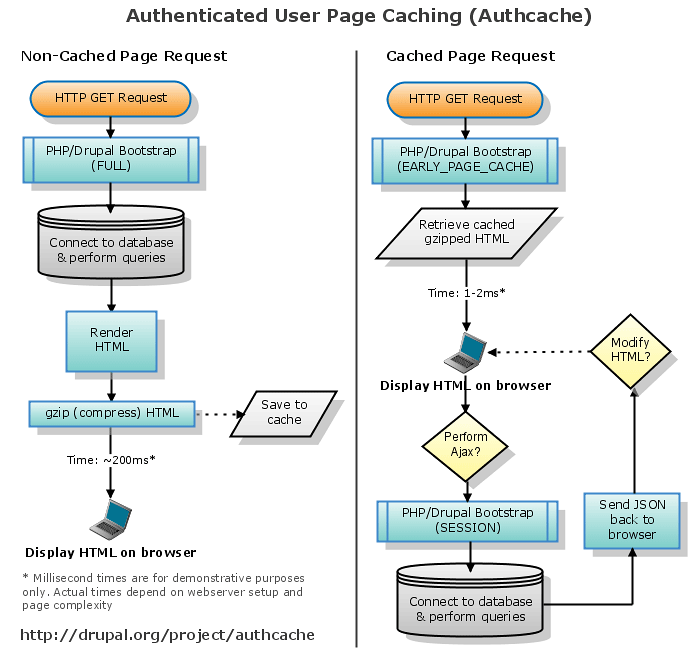 Authenticated User Page Caching (Authcache)
Non-Cached Page Request
HTTP GET Request
PHP/Drupal Bootstrap
(FULL)
Connect to database
& perform queries
Render
HTML
gzip (compress) HTML
Save to
cache
Time: ~200ms*
Display HTML on browser
* Millisecond times are for demonstrative purposes
only. Actual times depend on webserver setup and
page complexity
http://drupal.org/project/authcache
Cached Page Request
HTTP GET Request
PHP/Drupal Bootstrap
(EARLY_PAGE_CACHE)
Retrieve cached
gzipped HTML
Time: 1-2ms*
Display HTML on browser
Modify
HTML?
Perform
Ajax?
PHP/Drupal Bootstrap
(SESSION)
Send JSON
back to
browser
Connect to database
& perform queries